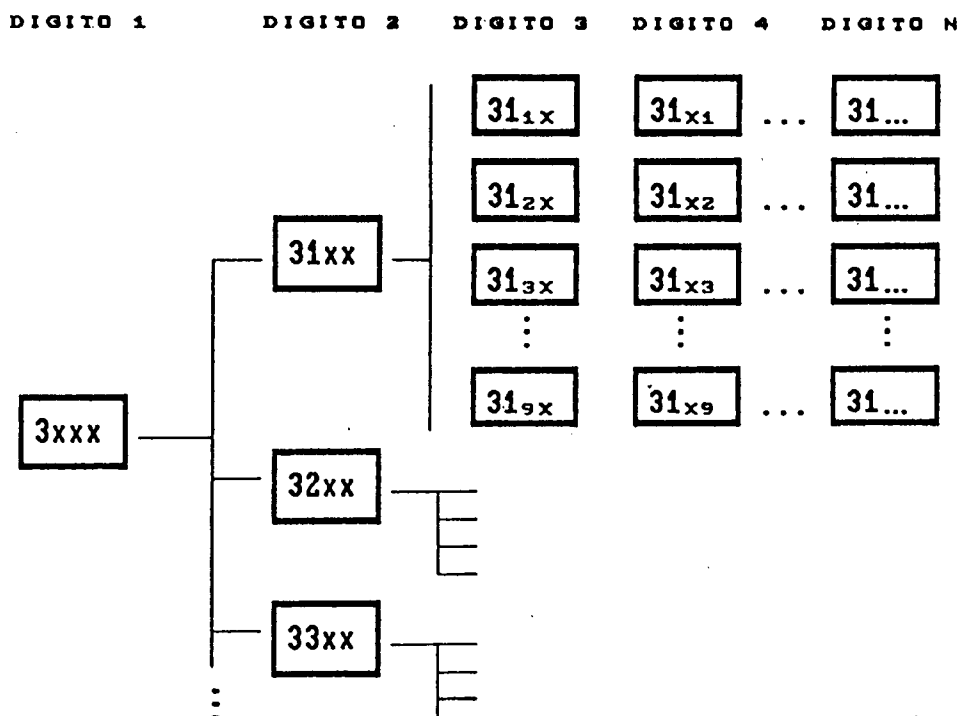 DIGITO 1 DIGITO 2 DIGITO 3 DIGITO 4 DIGITO N
311x 31x1 ... 31...
312x 31x2 ... 31...
31xx
313x 31x3 ... 31...
319x 31x9 ... 31...
3xxx
32xx
33xx